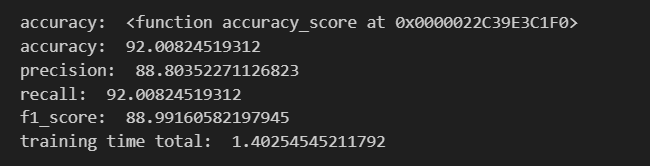 accuracy:  <function accuracy_score at 0x0000022C39E3C1F0>
accuracy:  92.00824519312
precision:  88.80352271126823
recall:  92.00824519312
f1_score:  88.99160582197945
training time total:  1.40254545211792